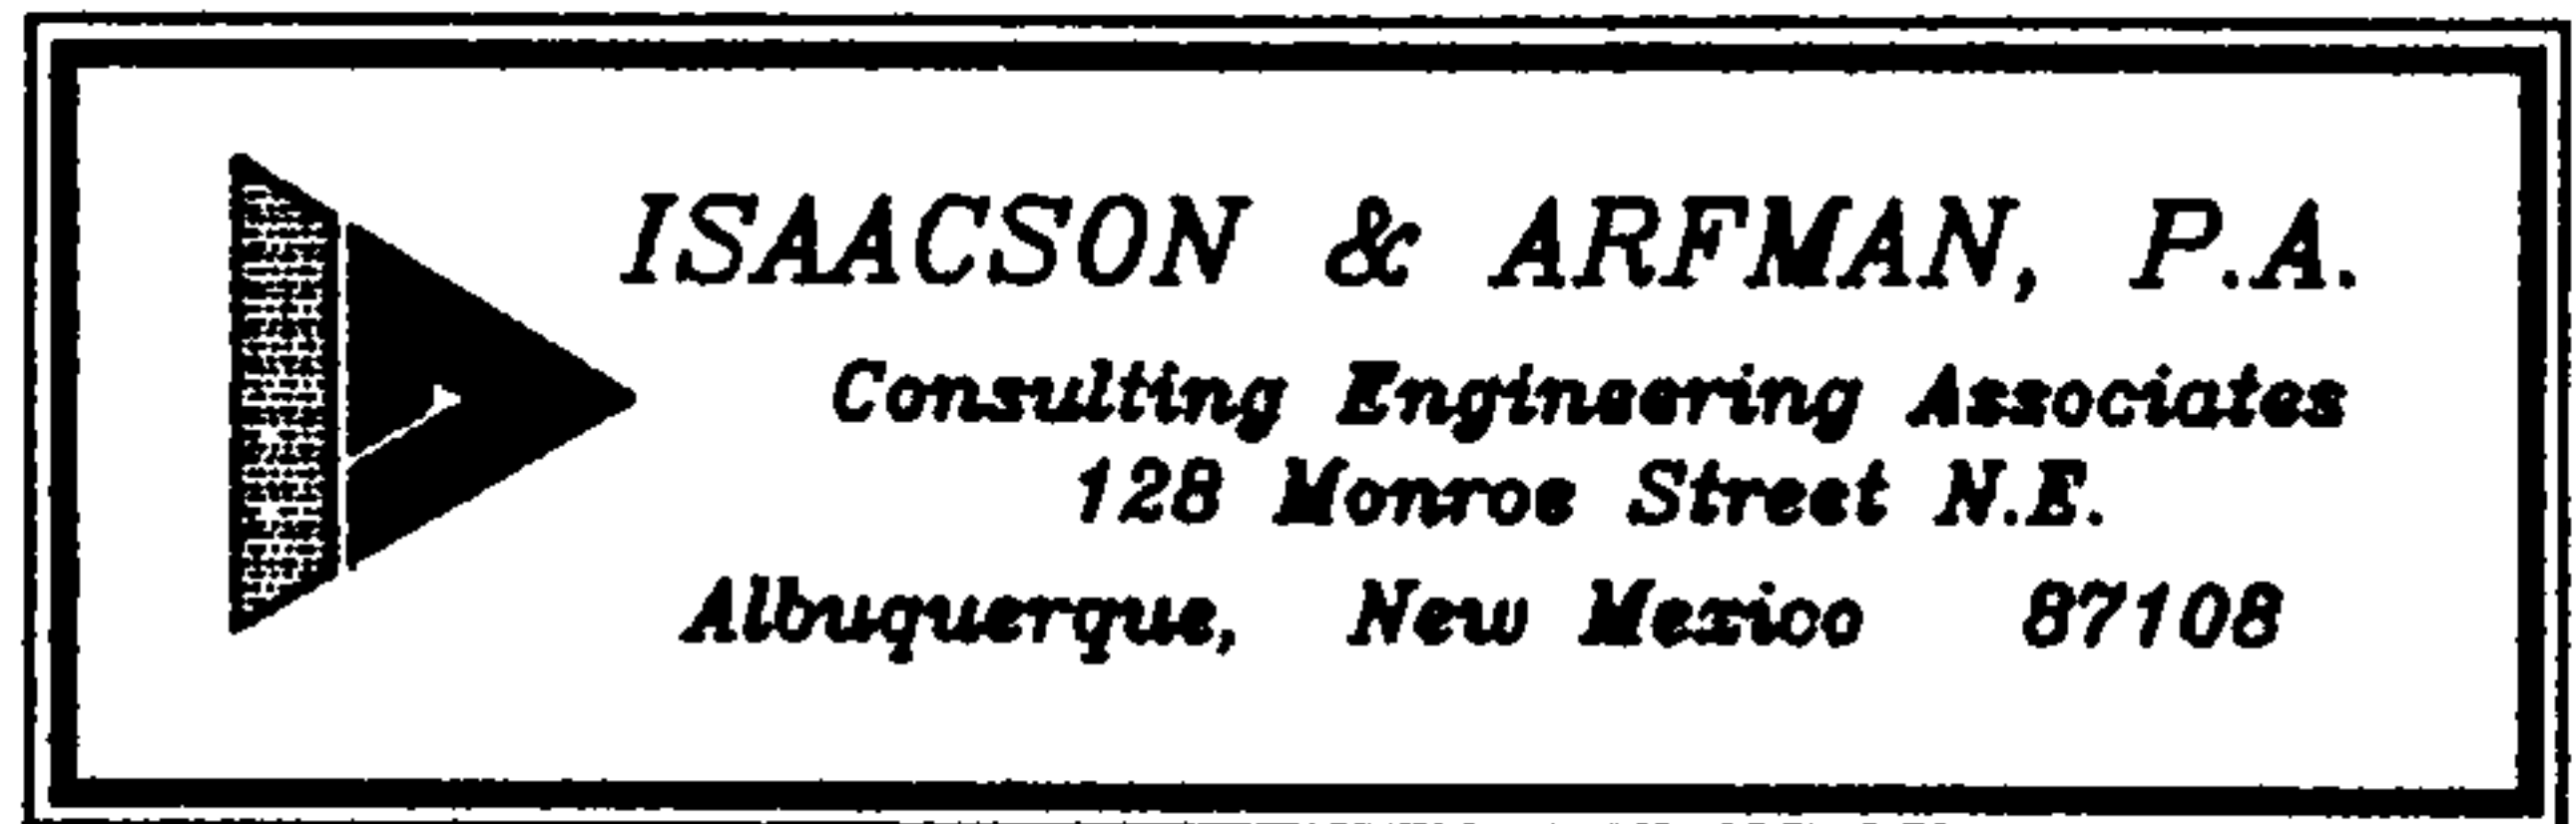 ISAACSON & ARFMAN, P.A.
Consulting Engineering Associates
128 Monroe Street N.E.
Albuquerque, New Mexico 87108